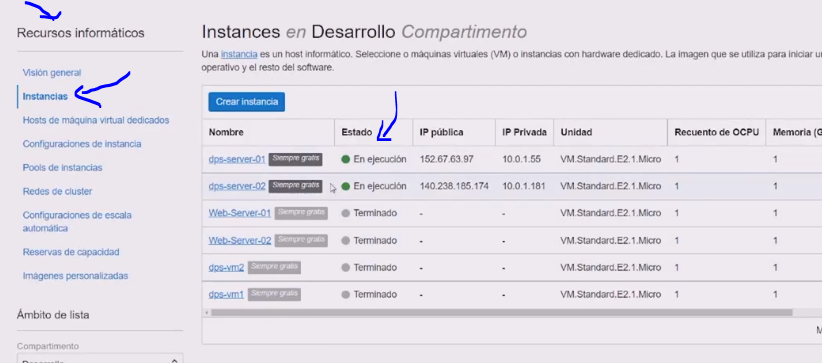 Recursos informáticos
Visión general
Instancias
Hosts de máquina virtual dedicados
Configuraciones de instancia
Pools de instancias
Redes de cluster
Configuraciones de escala
automática
Reservas de capacidad
Imágenes personalizadas
Ámbito de lista
Compartimento
Desarrollo
Instances en Desarrollo Compartimento
Una instancia es un host informático. Seleccione o máquinas virtuales (VM) o instancias con hardware dedicado. La imagen que se utiliza para iniciar un
operativo y el resto del software.
Crear instancia
Nombre Estado IP pública IP Privada Unidad Recuento de OCPU Memoria (G
dps-server-01 Siempre gratis En ejecución 152.67.63.97 10.0.1.55 VM.Standard.E2.1.Micro 1 1
dps-server-02 Siempre gratis En ejecución 140.238.185.174 10.0.1.181 VM.Standard.E2.1.Micro 1 1
Web-Server-01 Siempre gratis Terminado - - VM.Standard.E2.1.Micro 1 1
Web-Server-02 Siempre gratis Terminado - - VM.Standard.E2.1.Micro 1 1
dps-vm2 Siempre gratis Terminado - - VM.Standard.E2.1.Micro 1 1
dps-vm1 Siempre gratis Terminado - - VM.Standard.E2.1.Micro 1 1
M